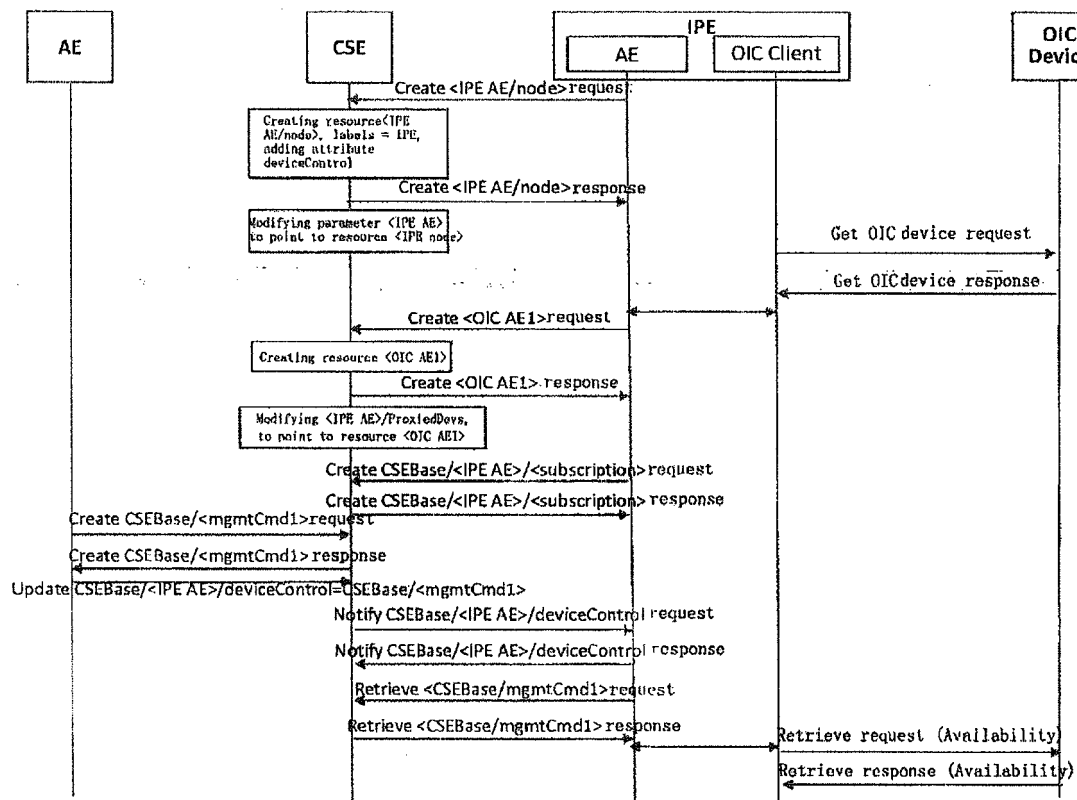 AE
CSE
IPE
AE
OIC Client
OIC
Devic
Create <IPE AE/node>request
Creating resource(IPE
AE/node), labels = IPE,
adding attribute
deviceControl
Create <IPE AE/node>response
Modifying parameter <IPE AE>
to point to resource <IPE node>
Get OIC device request
Get OICdevice response
Create <OIC AE1>request
Creating resource <OIC AE1>
Create <OIC AE1> response
Modifying <IPE AE>/ProxiedDevs,
to point to resource <OIC AE1>
Create CSEBase/<IPE AE>/<subscription> request
Create CSEBase/<IPE AE>/<subscription> response
Create CSEBase/<mgmtCmd1>request
Create CSEBase/<mgmtCmd1> response
Update CSEBase/<IPE AE>/deviceControl=CSEBase/<mgmtCmd1>
Notify CSEBase/<IPE AE>/deviceControl request
Notify CSEBase/<IPE AE>/deviceControl response
Retrieve <CSEBase/mgmtCmd1>request
Retrieve <CSEBase/mgmtCmd1> response
Retrieve request (Availability)
Retrieve response (Availability)